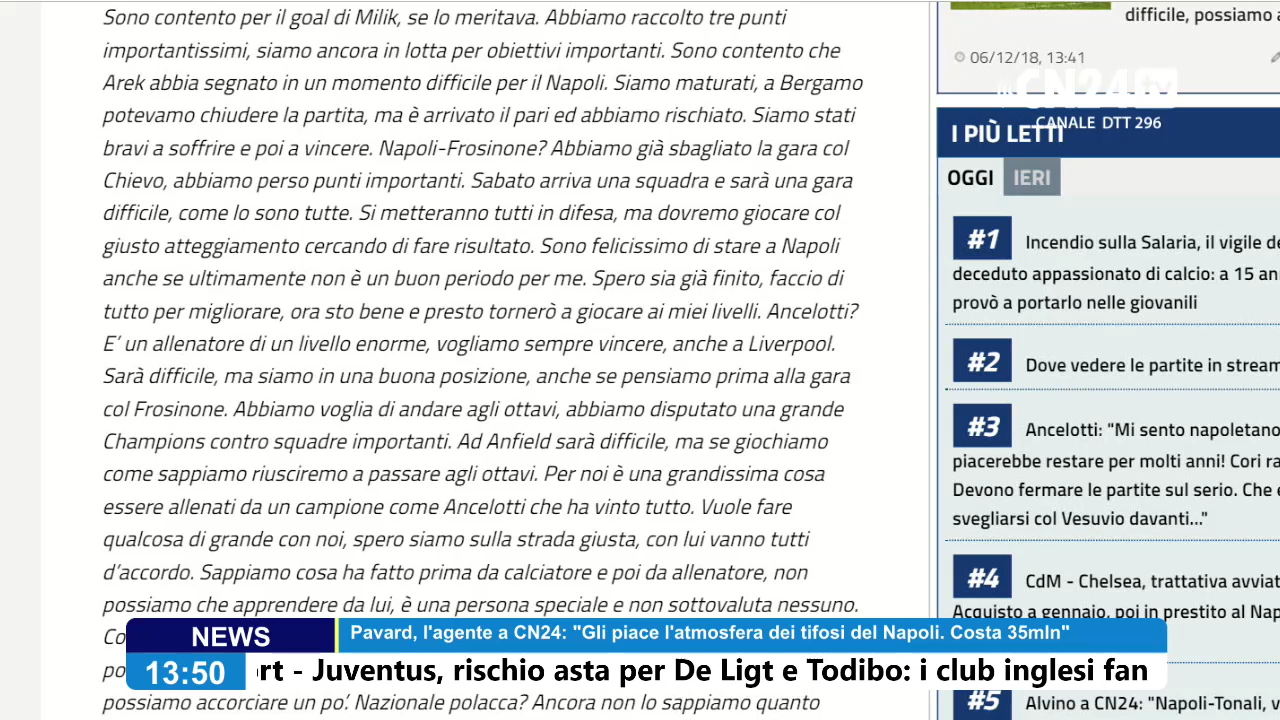 Sono contento per il goal di Milik, se lo meritava. Abbiamo raccolto tre punti
importantissimi, siamo ancora in lotta per obiettivi importanti. Sono contento che
Arek abbia segnato in un momento difficile per il Napoli. Siamo maturati, a Bergamo
potevamo chiudere la partita, ma è arrivato il pari ed abbiamo rischiato. Siamo stati
bravi a soffrire e poi a vincere. Napoli-Frosinone? Abbiamo già sbagliato la gara col
Chievo, abbiamo perso punti importanti. Sabato arriva una squadra e sarà una gara
difficile, come lo sono tutte. Si metteranno tutti in difesa, ma dovremo giocare col
giusto atteggiamento cercando di fare risultato. Sono felicissimo di stare a Napoli
anche se ultimamente non è un buon periodo per me. Spero sia già finito, faccio di
tutto per migliorare, ora sto bene e presto tornerò a giocare ai miei livelli. Ancelotti?
E' un allenatore di un livello enorme, vogliamo sempre vincere, anche a Liverpool.
Sarà difficile, ma siamo in una buona posizione, anche se pensiamo prima alla gara
col Frosinone. Abbiamo voglia di andare agli ottavi, abbiamo disputato una grande
Champions contro squadre importanti. Ad Anfield sarà difficile, ma se giochiamo
come sappiamo riusciremo a passare agli ottavi. Per noi è una grandissima cosa
essere allenati da un campione come Ancelotti che ha vinto tutto. Vuole fare
qualcosa di grande con noi, spero siamo sulla strada giusta, con lui vanno tutti
d'accordo. Sappiamo cosa ha fatto prima da calciatore e poi da allenatore, non
possiamo che apprendere da lui, è una persona speciale e non sottovaluta nessuno.
Co
po
possiamo accorciare un po'. Nazionale polacca? Ancora non lo sappiamo quanto
difficile, possiamo a
06/12/18, 13:41
CN24 TV
CANALE DTT 296
I PIÙ LETTI
OGGI IERI
#1 Incendio sulla Salaria, il vigile de
deceduto appassionato di calcio: a 15 an
provò a portarlo nelle giovanili
#2 Dove vedere le partite in stream
#3 Ancelotti: "Mi sento napoletano
piacerebbe restare per molti anni! Cori ra
Devono fermare le partite sul serio. Che e
svegliarsi col Vesuvio davanti..."
#4 CdM - Chelsea, trattativa avviat
Acquisto a gennaio, poi in prestito al Nap
#5 Alvino a CN24: "Napoli-Tonali, v
NEWS
Pavard, l'agente a CN24: "Gli piace l'atmosfera dei tifosi del Napoli. Costa 35mln"
13:50
rt - Juventus, rischio asta per De Ligt e Todibo: i club inglesi fan